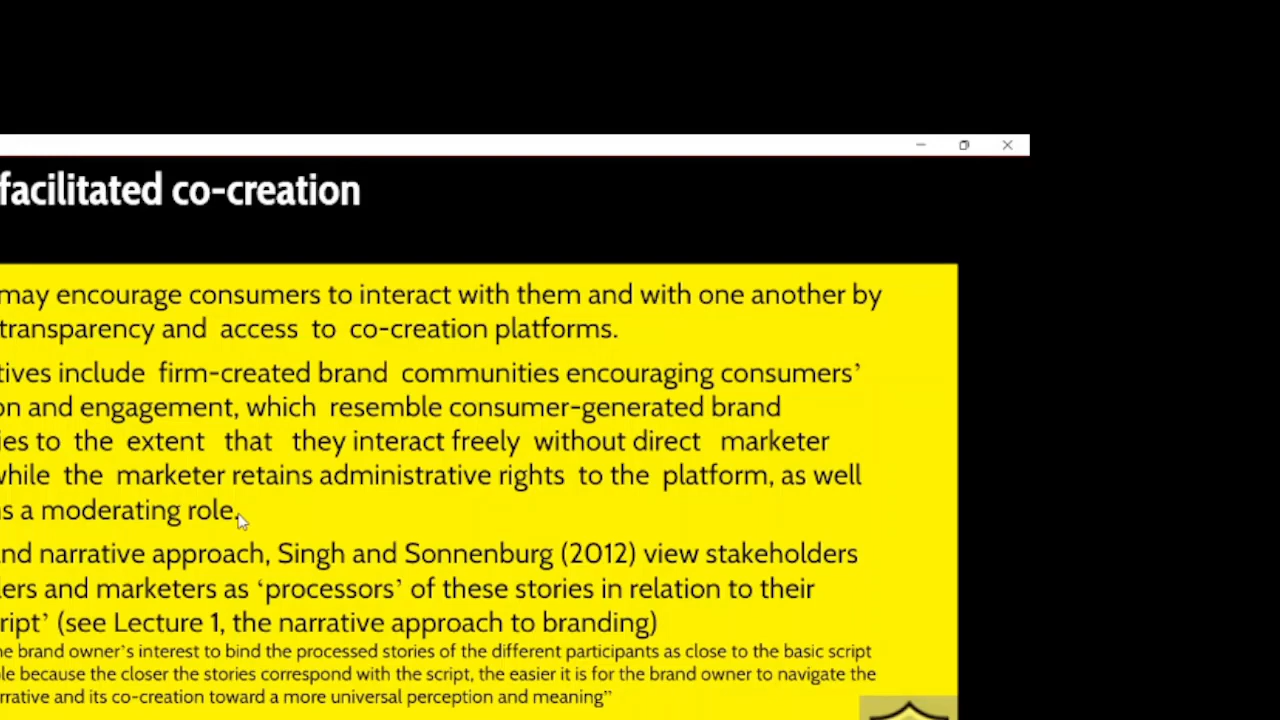 facilitated co-creation
may encourage consumers to interact with them and with one another by
transparency and access to co-creation platforms.
tives include firm-created brand communities encouraging consumers’
on and engagement, which resemble consumer-generated brand
ies to the extent that they interact freely without direct marketer
while the marketer retains administrative rights to the platform, as well
as a moderating role.
and narrative approach, Singh and Sonnenburg (2012) view stakeholders
lers and marketers as ‘processors’ of these stories in relation to their
ript’ (see Lecture 1, the narrative approach to branding)
he brand owner’s interest to bind the processed stories of the different participants as close to the basic script
le because the closer the stories correspond with the script, the easier it is for the brand owner to navigate the
rrative and its co-creation toward a more universal perception and meaning”